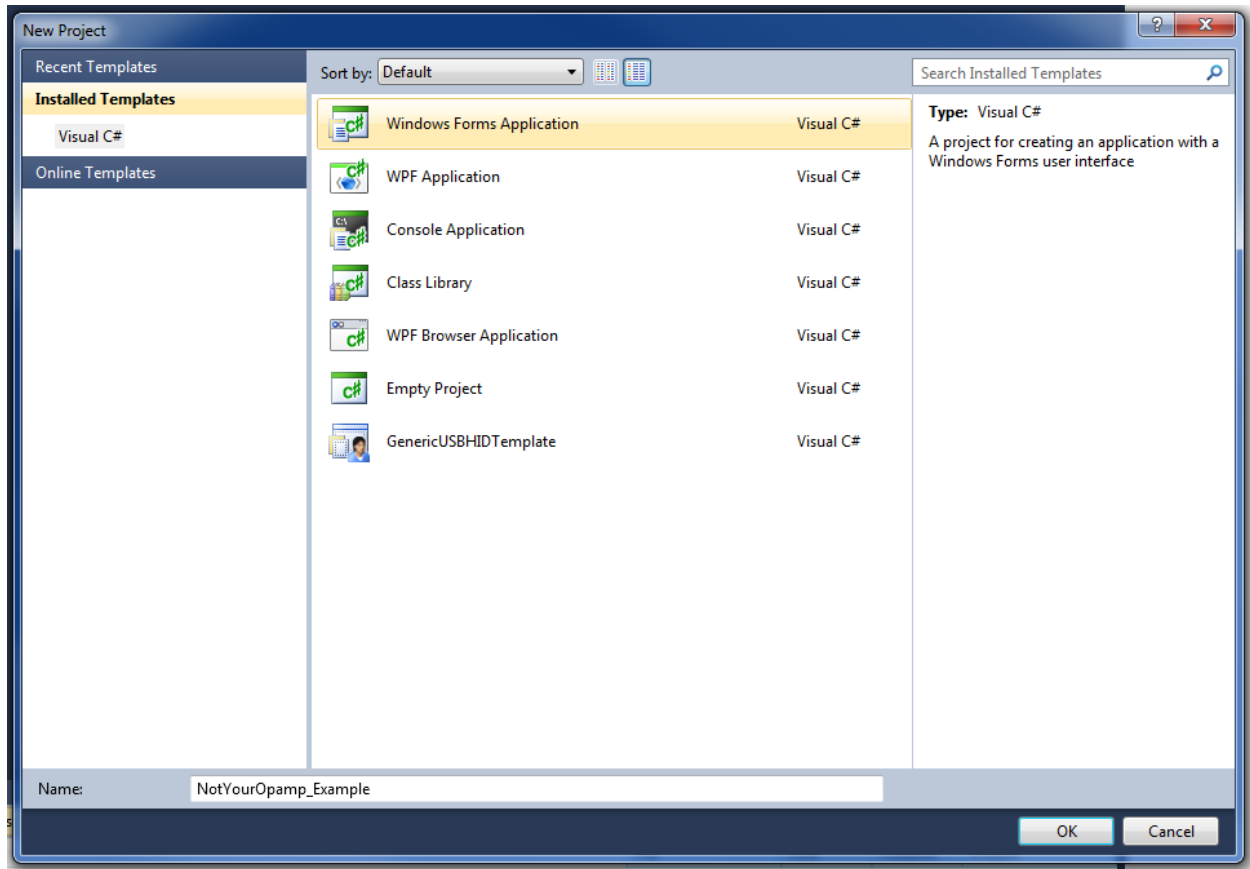 New Project
?
X
Recent Templates
Installed Templates
Visual C#
Online Templates
Sort by: Default
Search Installed Templates
C# Windows Forms Application Visual C#
C# WPF Application Visual C#
C:\ C# Console Application Visual C#
C# Class Library Visual C#
C# WPF Browser Application Visual C#
C# Empty Project Visual C#
GenericUSBHIDTemplate Visual C#
Type: Visual C#
A project for creating an application with a
Windows Forms user interface
Name: NotYourOpamp_Example
OK Cancel